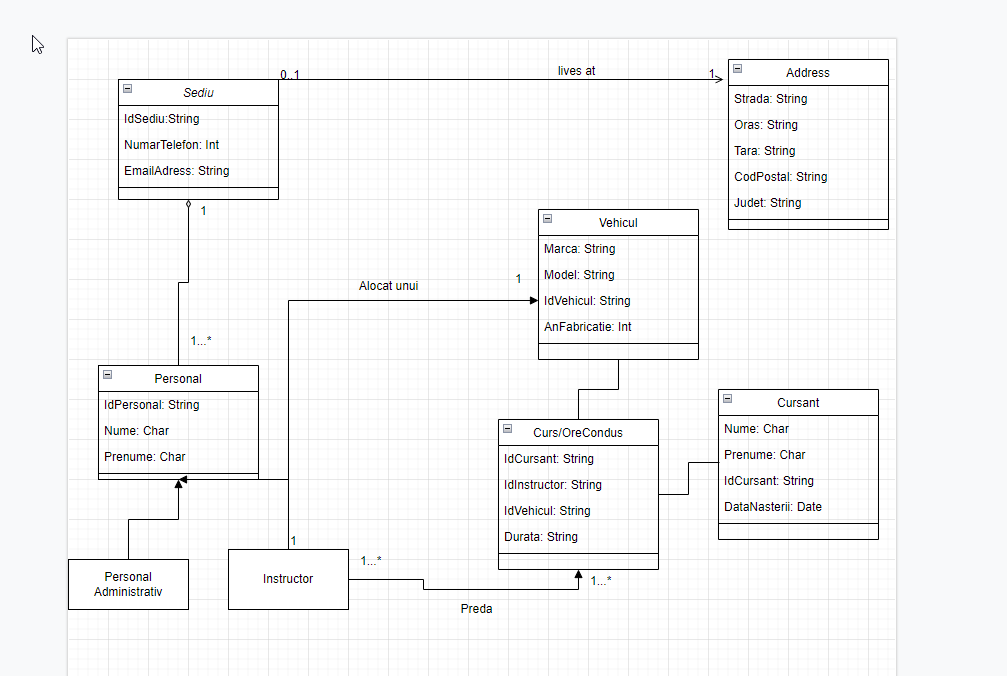 0..1
lives at
1
Sediu
IdSediu:String
NumarTelefon: Int
EmailAdress: String
Address
Strada: String
Oras: String
Tara: String
CodPostal: String
Judet: String
1
Vehicul
Marca: String
Model: String
IdVehicul: String
AnFabricatie: Int
Alocat unui
1
1...*
Personal
IdPersonal: String
Nume: Char
Prenume: Char
Curs/OreCondus
IdCursant: String
IdInstructor: String
IdVehicul: String
Durata: String
Cursant
Nume: Char
Prenume: Char
IdCursant: String
DataNasterii: Date
1
1...*
1...*
Personal
Administrativ
Instructor
Preda